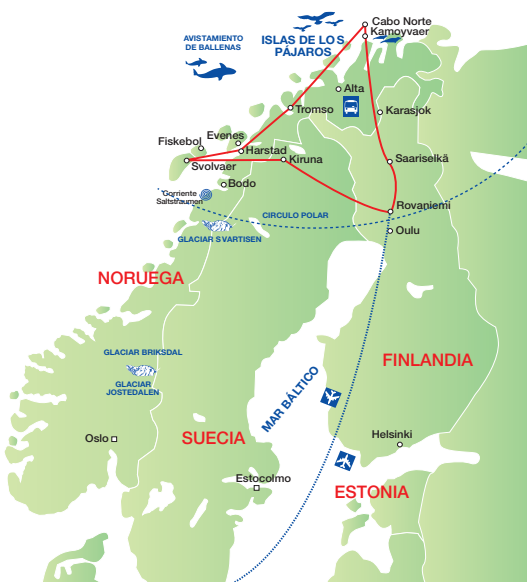 Cabo Norte
Kamoyvaer
AVISTAMIENTO
DE BALLENAS
ISLAS DE LOS
PÁJAROS
Alta
Tromso
Karasjok
Evenes
Fiskebol
Harstad
Kiruna
Saariselkä
Svolvaer
Bodo
Corriente
Saltstraumen
Rovaniemi
CIRCULO POLAR
Oulu
GLACIAR SVARTISEN
NORUEGA
GLACIAR BRIKSDAL
FINLANDIA
GLACIAR
JOSTEDALEN
MAR BÁLTICO
Oslo
SUECIA
Helsinki
Estocolmo
ESTONIA